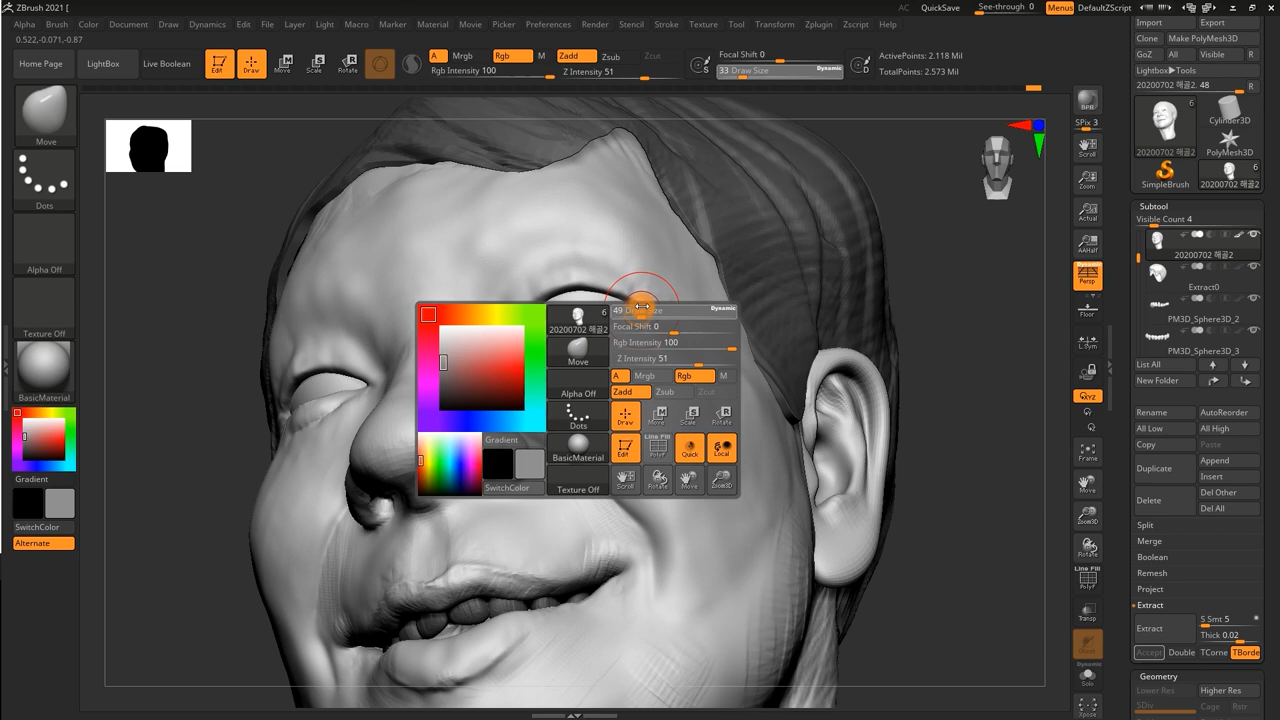 ZBrush 2021 [
AC QuickSave See-through 0 Menus DefaultZScript
Alpha Brush Color Document Draw Dynamics Edit File Layer Light Macro Marker Material Movie Picker Preferences Render Stencil Stroke Texture Tool Transform Zplugin Zscript Help
0.522,-0.071,-0.87
Home Page LightBox Live Boolean
Edit Draw Move Scale Rotate
A Mrgb Rgb M Zadd Zsub Zcut
Rgb Intensity 100 Z Intensity 51
Focal Shift 0
33 Draw Size Dynamic
S D
ActivePoints: 2.118 Mil
TotalPoints: 2.573 Mil
Move
Dots
Alpha Off
Texture Off
BasicMaterial
Gradient
SwitchColor
Alternate
6
20200702 해골2
Move
Alpha Off
Dots
BasicMaterial
Texture Off
Gradient
SwitchColor
49 Draw Size Dynamic
Focal Shift 0
Rgb Intensity 100
Z Intensity 51
A Mrgb Rgb M
Zadd Zsub Zcut
Draw Move Scale Rotate
Edit Line Fill PolyF Quick Local
Scroll Rotate Move Zoom3D
BPR
SPix 3
Scroll
Zoom
Actual
AAHalf
Dynamic
Persp
Floor
L.Sym
XYZ
Frame
Move
Zoom3D
Rotate
Line Fill
PolyF
Transp
Ghost
Dynamic
Solo
Xpose
Import Export
Clone Make PolyMesh3D
GoZ All Visible R
Lightbox▶Tools
20200702 해골2. 48 R
6
20200702 해골2
Cylinder3D
PolyMesh3D
SimpleBrush
6
20200702 해골2
Subtool
Visible Count 4
20200702 해골2
Extract0
PM3D_Sphere3D_2
PM3D_Sphere3D_3
List All
New Folder
Rename AutoReorder
All Low All High
Copy Paste
Duplicate Append
Insert
Delete Del Other
Del All
Split
Merge
Boolean
Remesh
Project
Extract
Extract S Smt 5
Thick 0.02
Accept Double TCorne TBorde
Geometry
Lower Res Higher Res
SDiv Cage Rstr